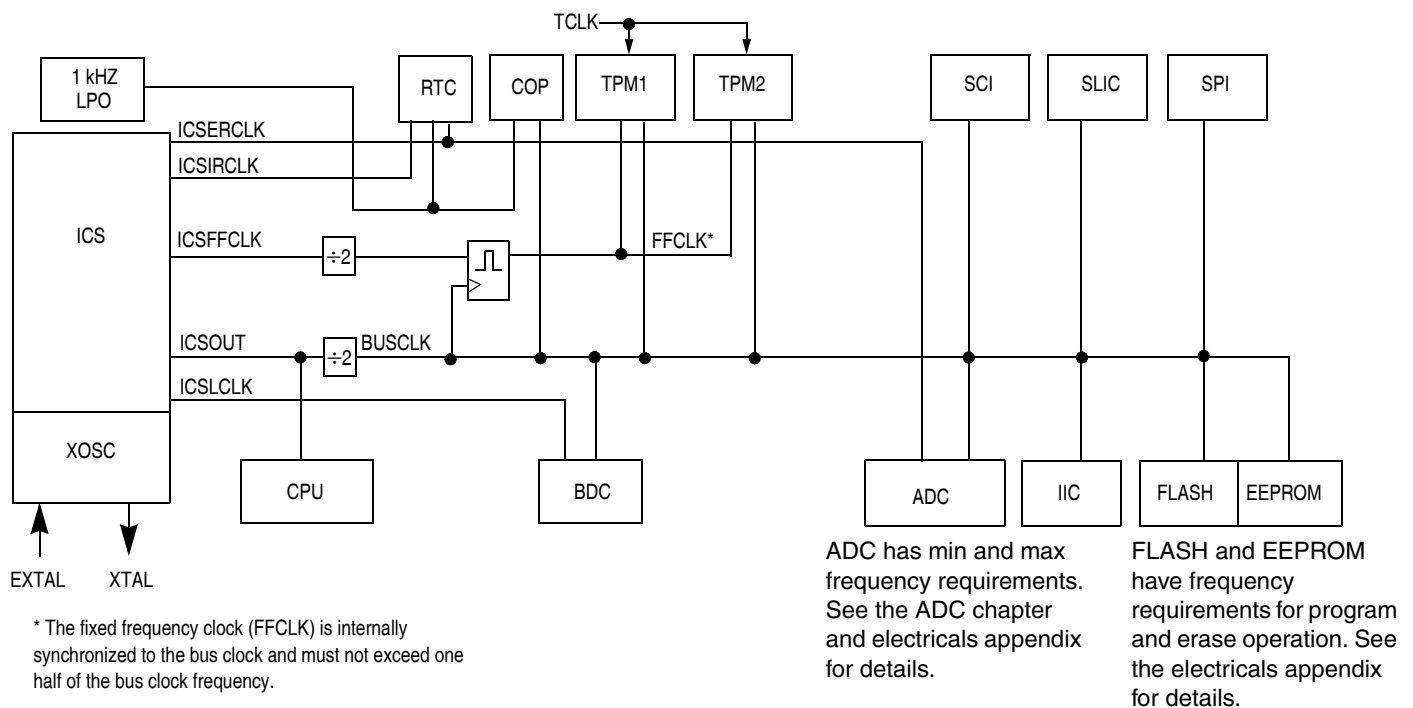 TCLK
1 kHZ
LPO
RTC
COP
TPM1
TPM2
SCI
SLIC
SPI
ICSERCLK
ICSIRCLK
ICS
ICSFFCLK
÷2
FFCLK*
ICSOUT
÷2
BUSCLK
ICSLCLK
XOSC
CPU
BDC
ADC
IIC
FLASH
EEPROM
EXTAL
XTAL
* The fixed frequency clock (FFCLK) is internally
synchronized to the bus clock and must not exceed one
half of the bus clock frequency.
ADC has min and max
frequency requirements.
See the ADC chapter
and electricals appendix
for details.
FLASH and EEPROM
have frequency
requirements for program
and erase operation. See
the electricals appendix
for details.